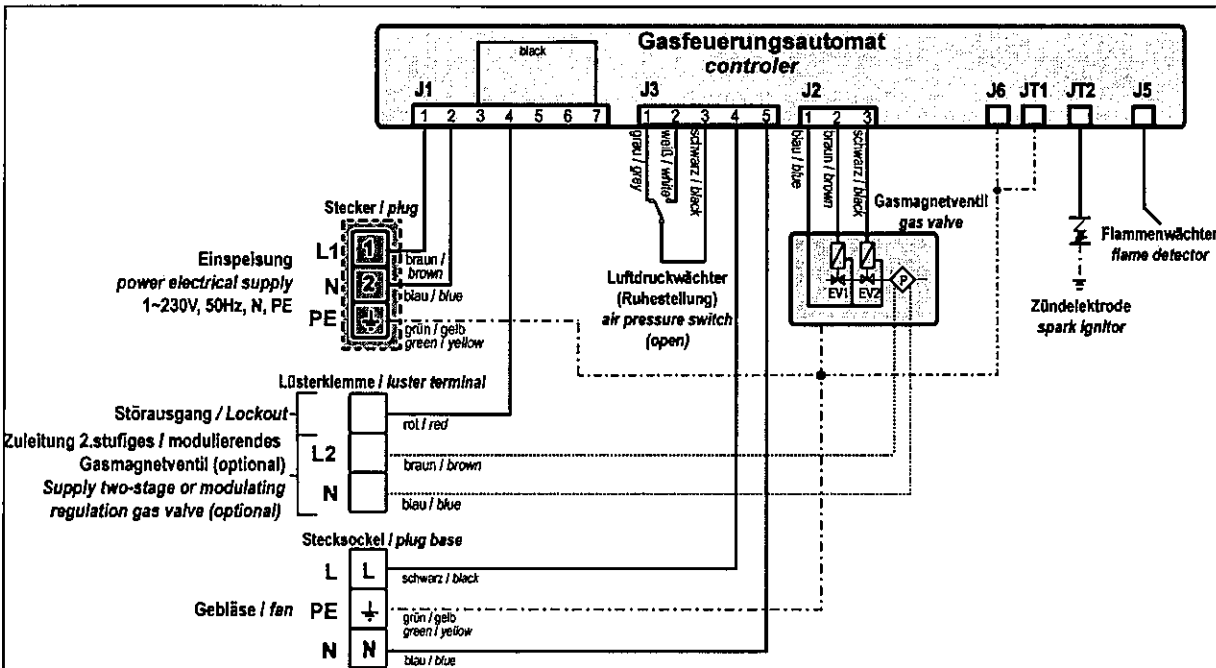 Gasfeuerungsautomat
controler
black
J1
J3
J2
J6
JT1
JT2
J5
1 2 3 4 5 6 7
1 2 3 4 5
1 2 3
grau / gray
weiß / white
schwarz / black
blau / blue
braun / brown
schwarz / black
Gasmagnetventil
gas valve
EV1
EV2
P
Luftdruckwächter
(Ruhestellung)
air pressure switch
(open)
Flammenwächter
flame detector
Zündelektrode
spark ignitor
Stecker / plug
Einspeisung
power electrical supply
1~230V, 50Hz, N, PE
L1 1
braun /
brown
N 2
blau / blue
PE
grün / gelb
green / yellow
Lüsterklemme / luster terminal
Störausgang / Lockout
rot / red
Zuleitung 2.stufiges / modulierendes
Gasmagnetventil (optional)
Supply two-stage or modulating
regulation gas valve (optional)
L2
braun / brown
N
blau / blue
Stecksockel / plug base
L L
schwarz / black
Gebläse / fan
PE
grün / gelb
green / yellow
N N
blau / blue